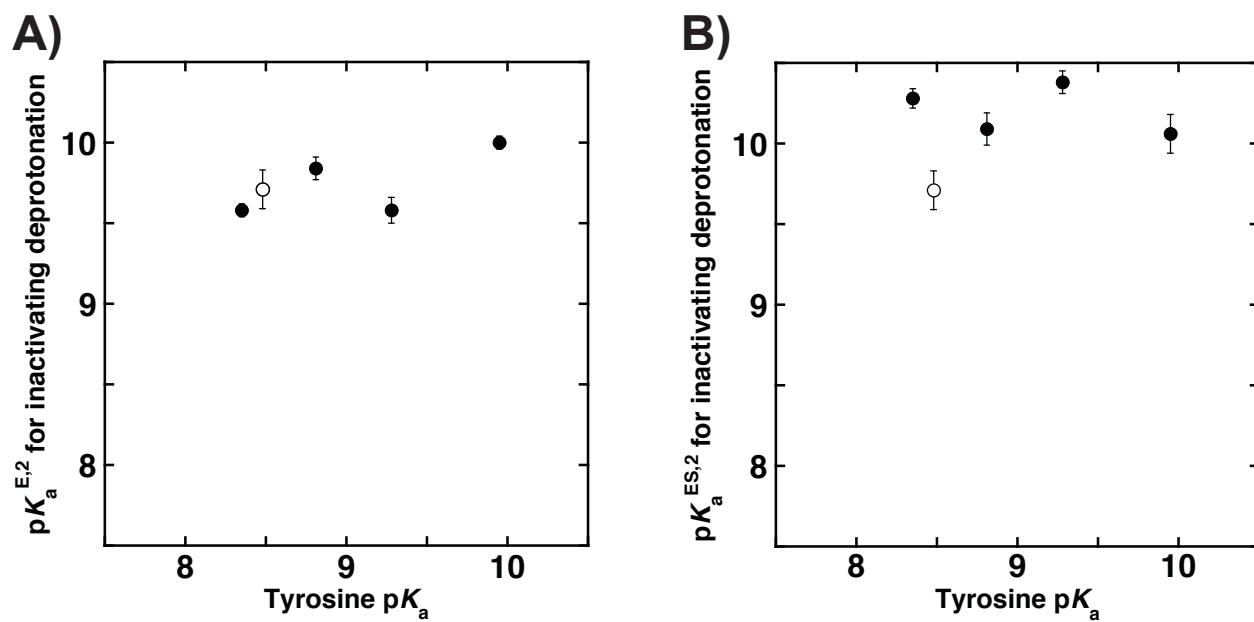 A)
pKₐᴱ,² for inactivating deprotonation
10
9
8
8 9 10
Tyrosine pKₐ
B)
pKₐᴱˢ,² for inactivating deprotonation
10
9
8
8 9 10
Tyrosine pKₐ